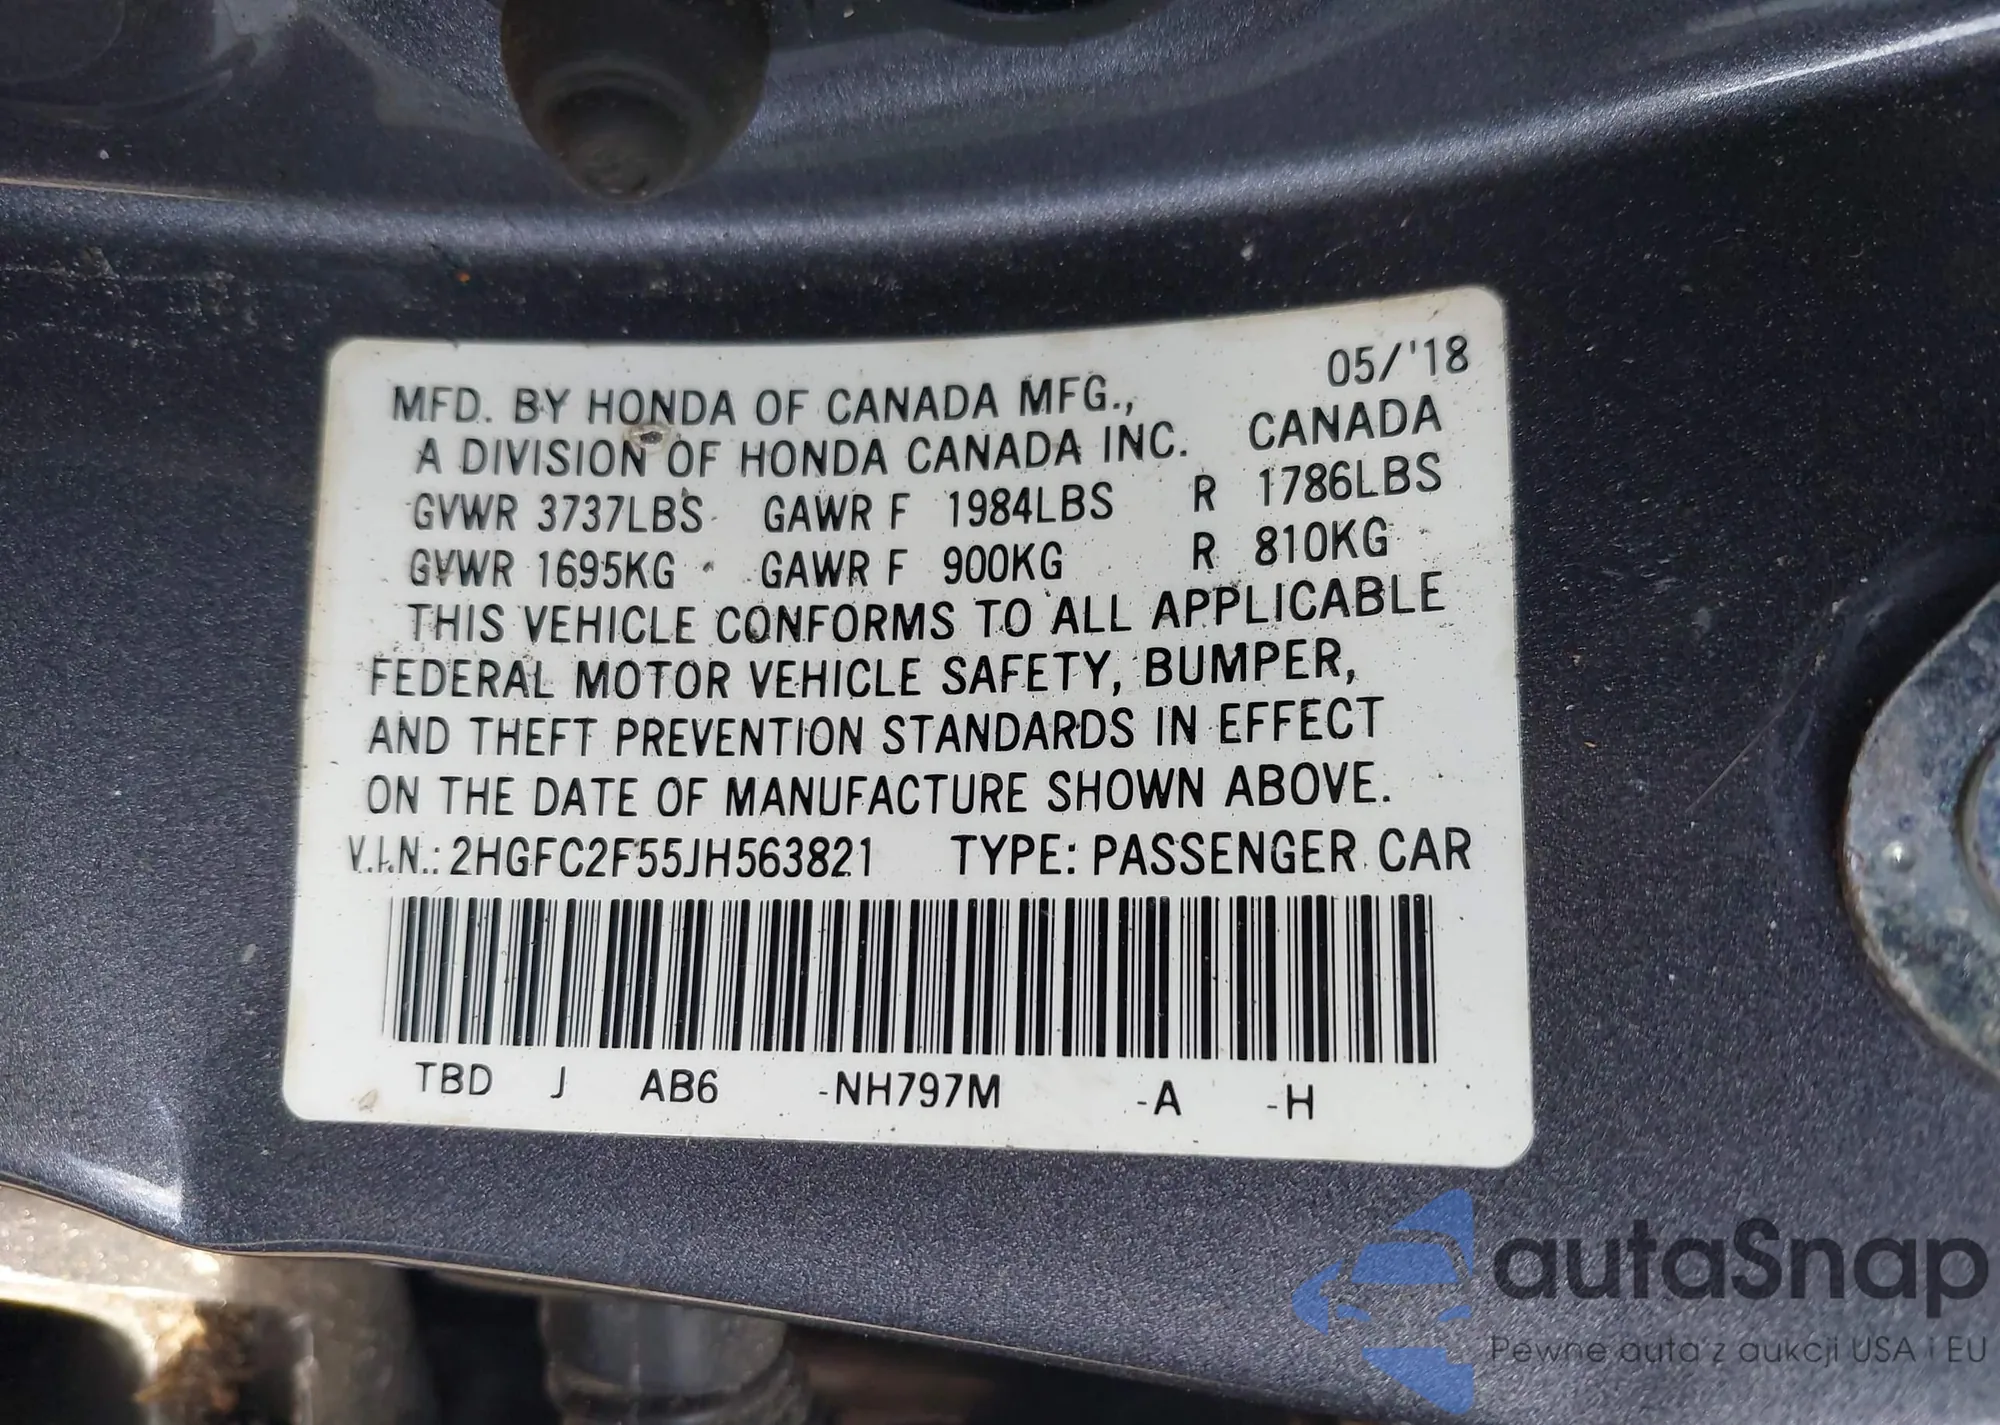 05/'18
MFD. BY HONDA OF CANADA MFG.,
A DIVISION OF HONDA CANADA INC. CANADA
GVWR 3737LBS GAWR F 1984LBS R 1786LBS
GVWR 1695KG GAWR F 900KG R 810KG
THIS VEHICLE CONFORMS TO ALL APPLICABLE
FEDERAL MOTOR VEHICLE SAFETY, BUMPER,
AND THEFT PREVENTION STANDARDS IN EFFECT
ON THE DATE OF MANUFACTURE SHOWN ABOVE.
V.I.N.: 2HGFC2F55JH563821 TYPE: PASSENGER CAR
TBD J AB6 -NH797M -A -H
autaSnap
Pewne auta z aukcji USA i EU